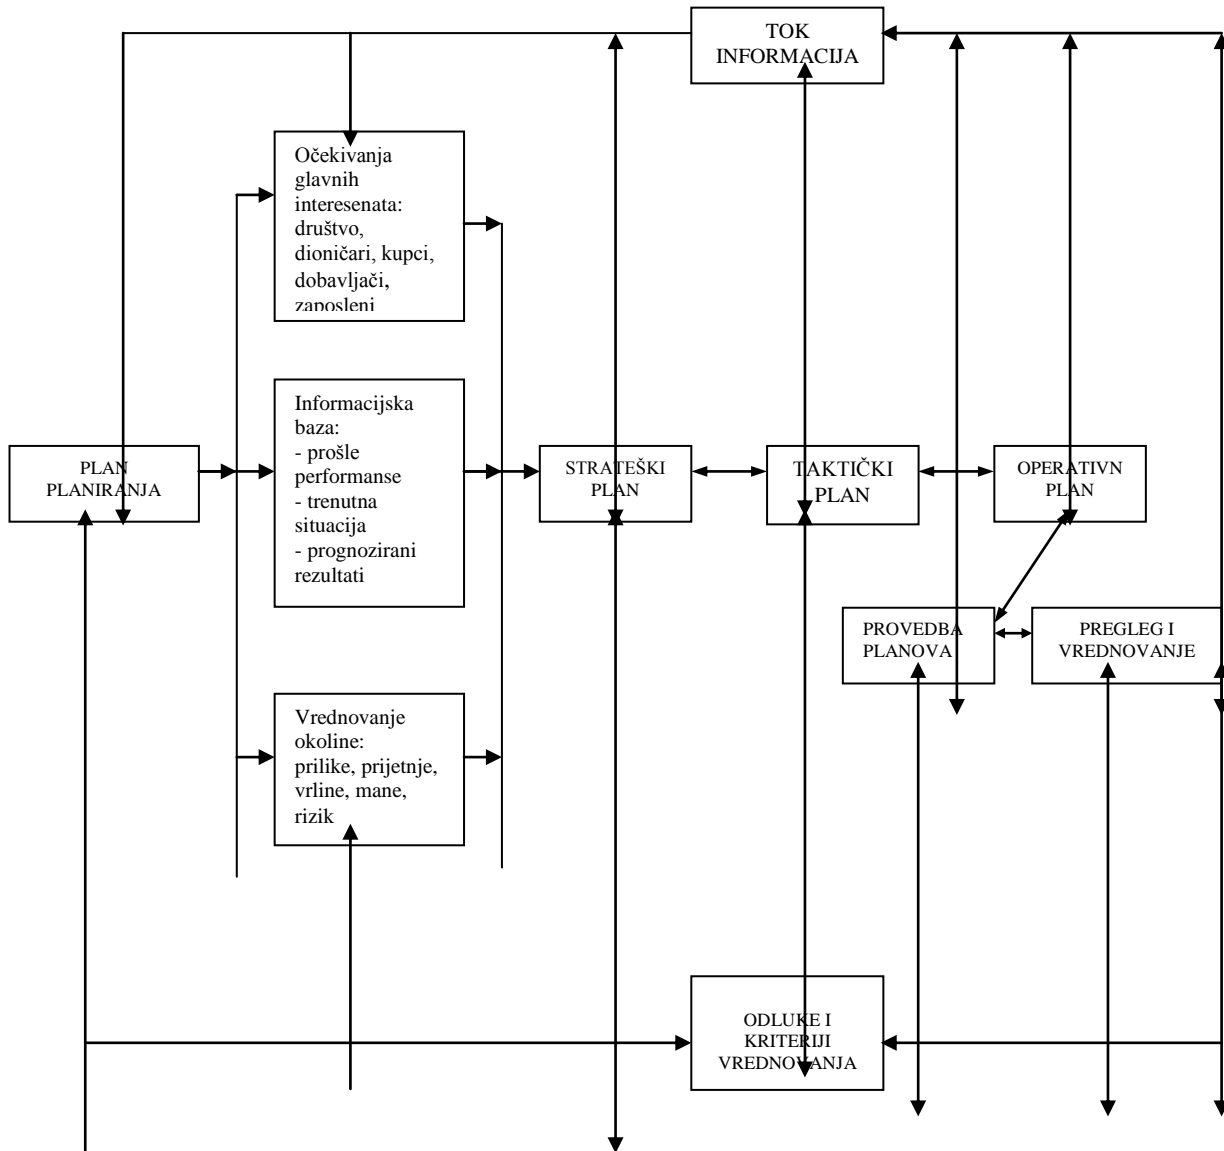 TOK
INFORMACIJA
Očekivanja
glavnih
interesenata:
društvo,
dioničari, kupci,
dobavljači,
zaposleni
Informacijska
baza:
- prošle
performanse
- trenutna
situacija
- prognozirani
rezultati
PLAN
PLANIRANJA
STRATEŠKI
PLAN
TAKTIČKI
PLAN
OPERATIVN
PLAN
PROVEDBA
PLANOVA
PREGLEG I
VREDNOVANJE
Vrednovanje
okoline:
prilike, prijetnje,
vrline, mane,
rizik
ODLUKE I
KRITERIJI
VREDNOVANJA